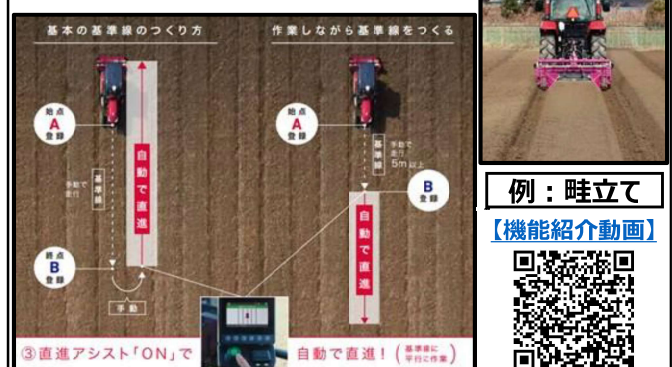 基本の基準線のつくり方
始点
A
登録
手動で
走行
基準線
自動で直進
終点
B
登録
手動
作業しながら基準線をつくる
始点
A
登録
基準線
手動で
走行
5m以上
B
登録
自動で直進
③直進アシスト「ON」で
自動で直進!(基準線に
平行に作業)
例:畦立て
【機能紹介動画】